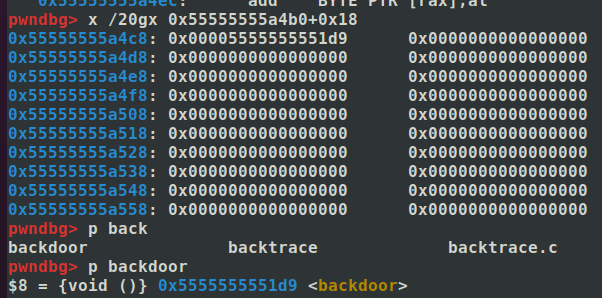 0x55555555a4ec: add BYTE PTR [rax],al
pwndbg> x /20gx 0x55555555a4b0+0x18
0x55555555a4c8: 0x00005555555551d9 0x0000000000000000
0x55555555a4d8: 0x0000000000000000 0x0000000000000000
0x55555555a4e8: 0x0000000000000000 0x0000000000000000
0x55555555a4f8: 0x0000000000000000 0x0000000000000000
0x55555555a508: 0x0000000000000000 0x0000000000000000
0x55555555a518: 0x0000000000000000 0x0000000000000000
0x55555555a528: 0x0000000000000000 0x0000000000000000
0x55555555a538: 0x0000000000000000 0x0000000000000000
0x55555555a548: 0x0000000000000000 0x0000000000000000
0x55555555a558: 0x0000000000000000 0x0000000000000000
pwndbg> p back
backdoor backtrace backtrace.c
pwndbg> p backdoor
$8 = {void ()} 0x5555555551d9 <backdoor>